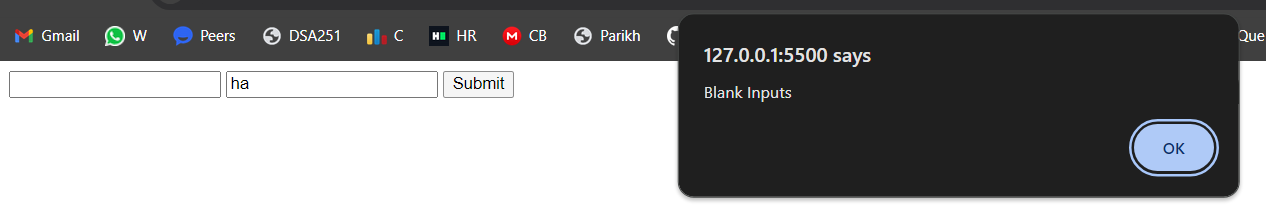 Gmail W Peers DSA251 C HR CB Parikh Que
127.0.0.1:5500 says
Blank Inputs
ha Submit
OK